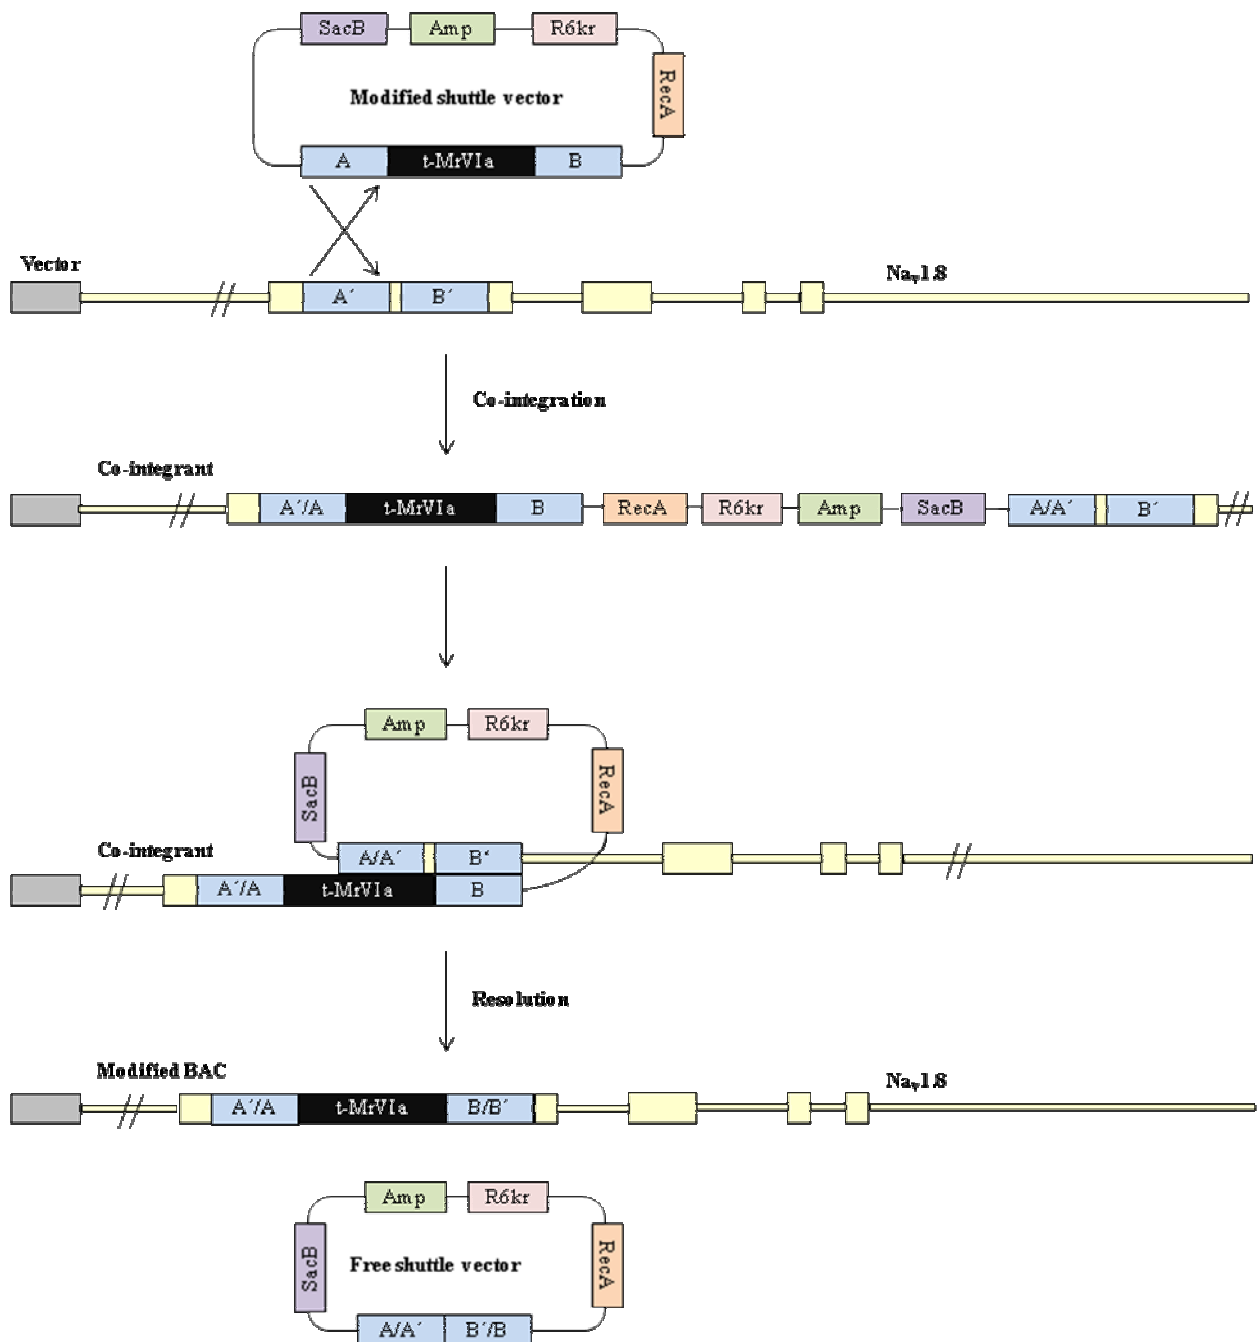 SacB Amp R6kr
RecA
Modified shuttle vector
A t-MrVIa B
Vector
Nav1.8
A´ B´
Co-integration
Co-integrant
A´/A t-MrVIa B RecA R6kr Amp SacB A/A´ B´
Amp R6kr
SacB RecA
Co-integrant
A/A´ B‘
A´/A t-MrVIa B
Resolution
Modified BAC
Nav1.8
A´/A t-MrVIa B/B´
Amp R6kr
SacB RecA
Free shuttle vector
A/A´ B´/B